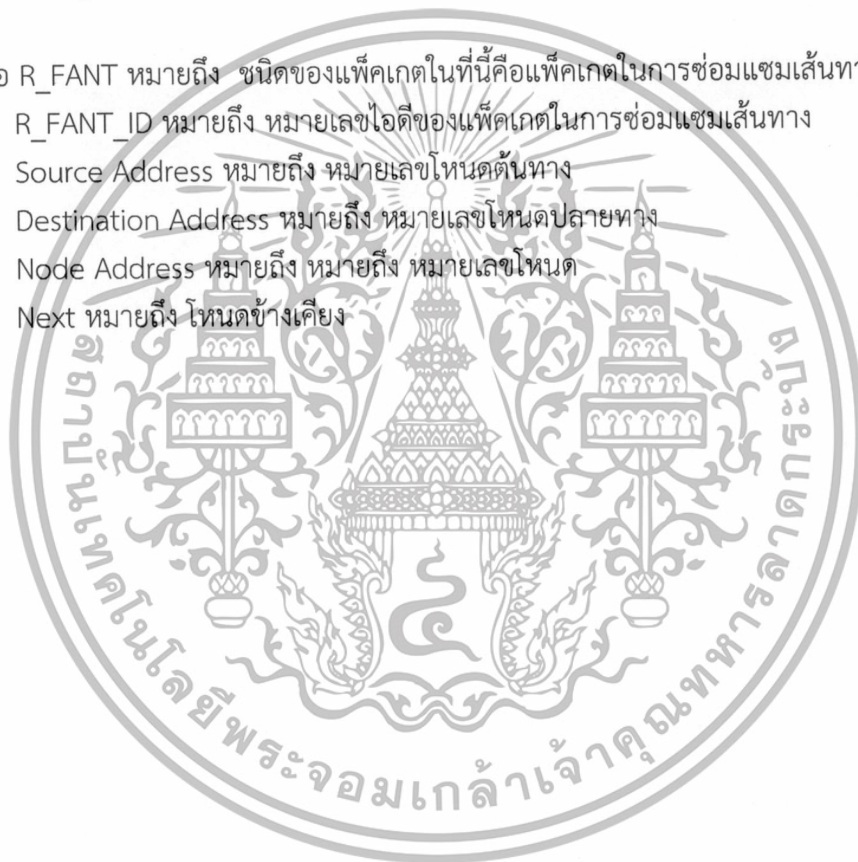 R_FANT หมายถึง ชนิดของแพ็คเกตในที่นี้คือแพ็คเกตในการซ่อมแซมเส้นทา
R_FANT_ID หมายถึง หมายเลขไอดีของแพ็คเกตในการซ่อมแซมเส้นทาง
Source Address หมายถึง หมายเลขโหนดต้นทาง
Destination Address หมายถึง หมายเลขโหนดปลายทาง
Node Address หมายถึง หมายถึง หมายเลขโหนด
Next หมายถึง โหนดข้างเคียง
สถาบันเทคโนโลยีพระจอมเกล้าเจ้าคุณทหารลาดกระบัง